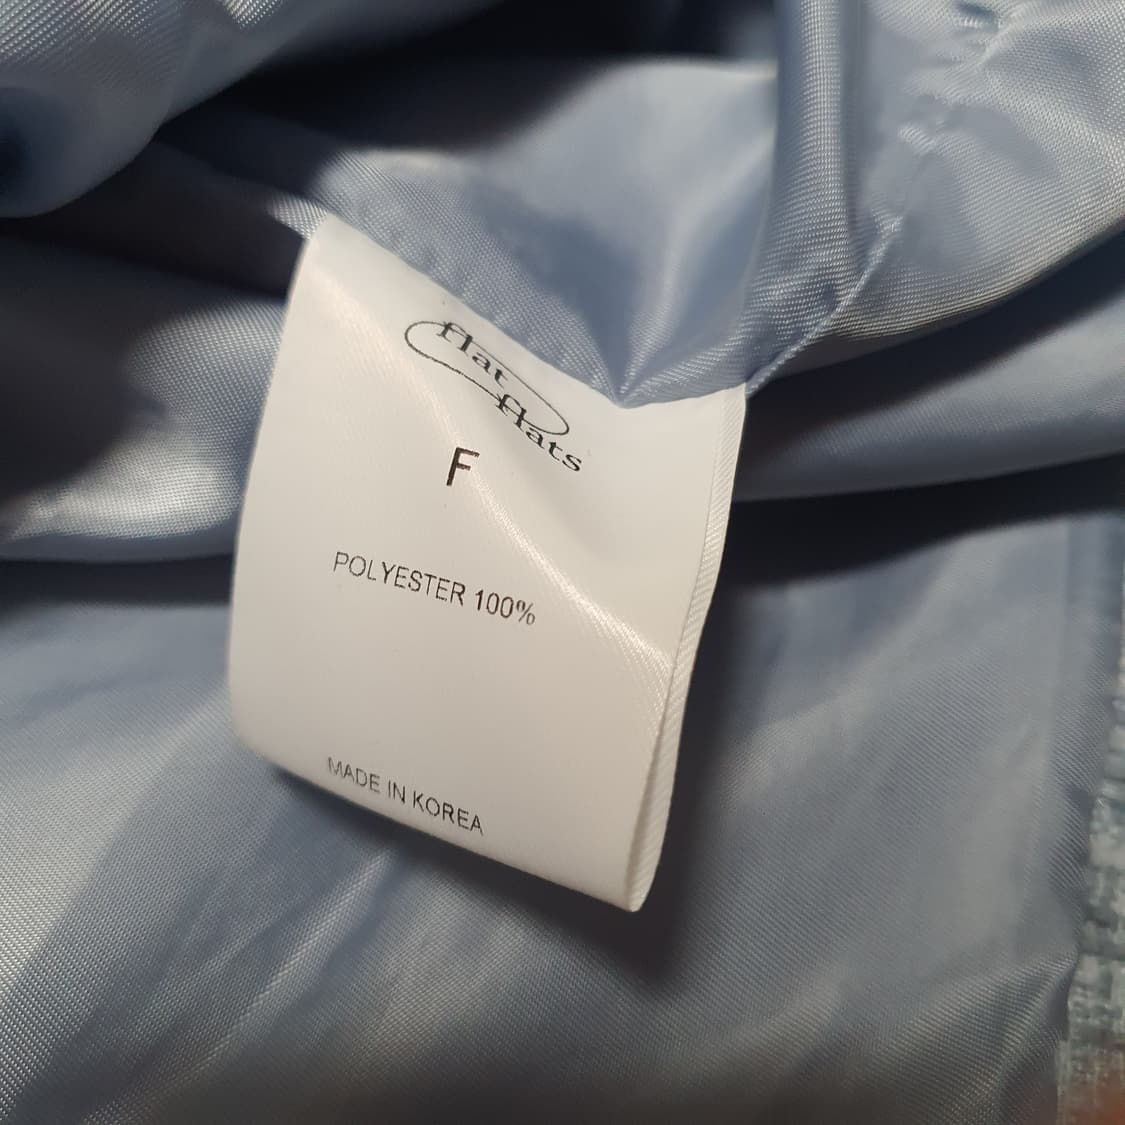 flat
flats
F
POLYESTER 100%
MADE IN KOREA